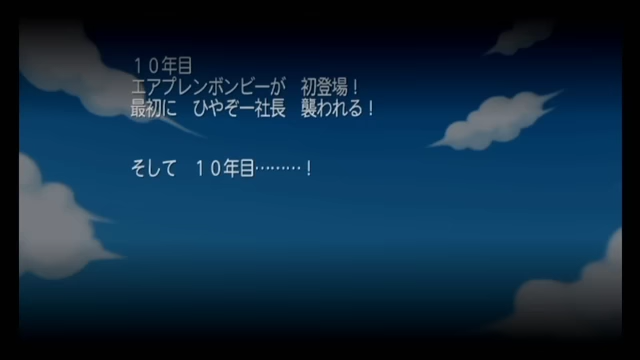 １０年目
エアプレンボンビーが　初登場！
最初に　ひやぞー社長　襲われる！
そして　１０年目………！